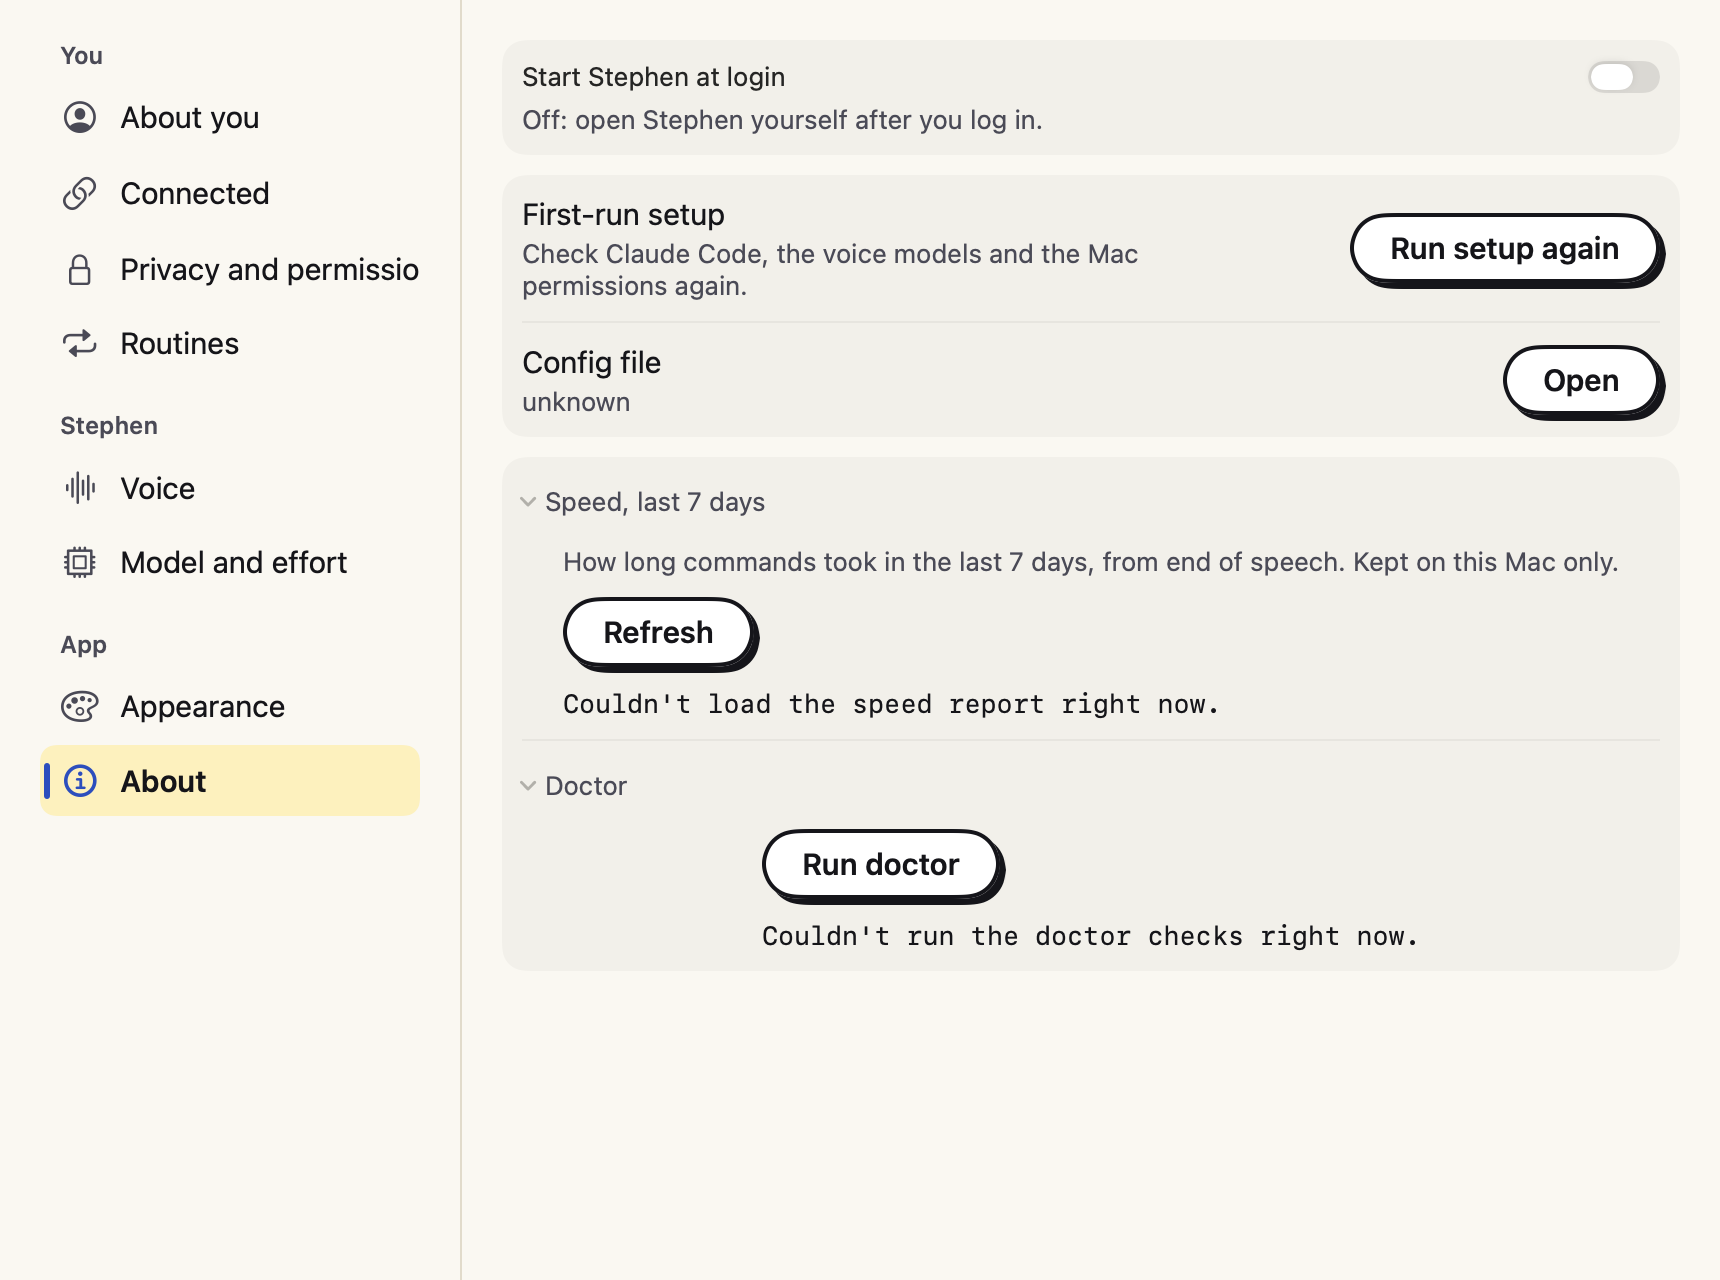 You
About you
Connected
Privacy and permissio
Routines
Stephen
Voice
Model and effort
App
Appearance
About
Start Stephen at login
Off: open Stephen yourself after you log in.
First-run setup
Check Claude Code, the voice models and the Mac
permissions again.
Run setup again
Config file
unknown
Open
Speed, last 7 days
How long commands took in the last 7 days, from end of speech. Kept on this Mac only.
Refresh
Couldn't load the speed report right now.
Doctor
Run doctor
Couldn't run the doctor checks right now.